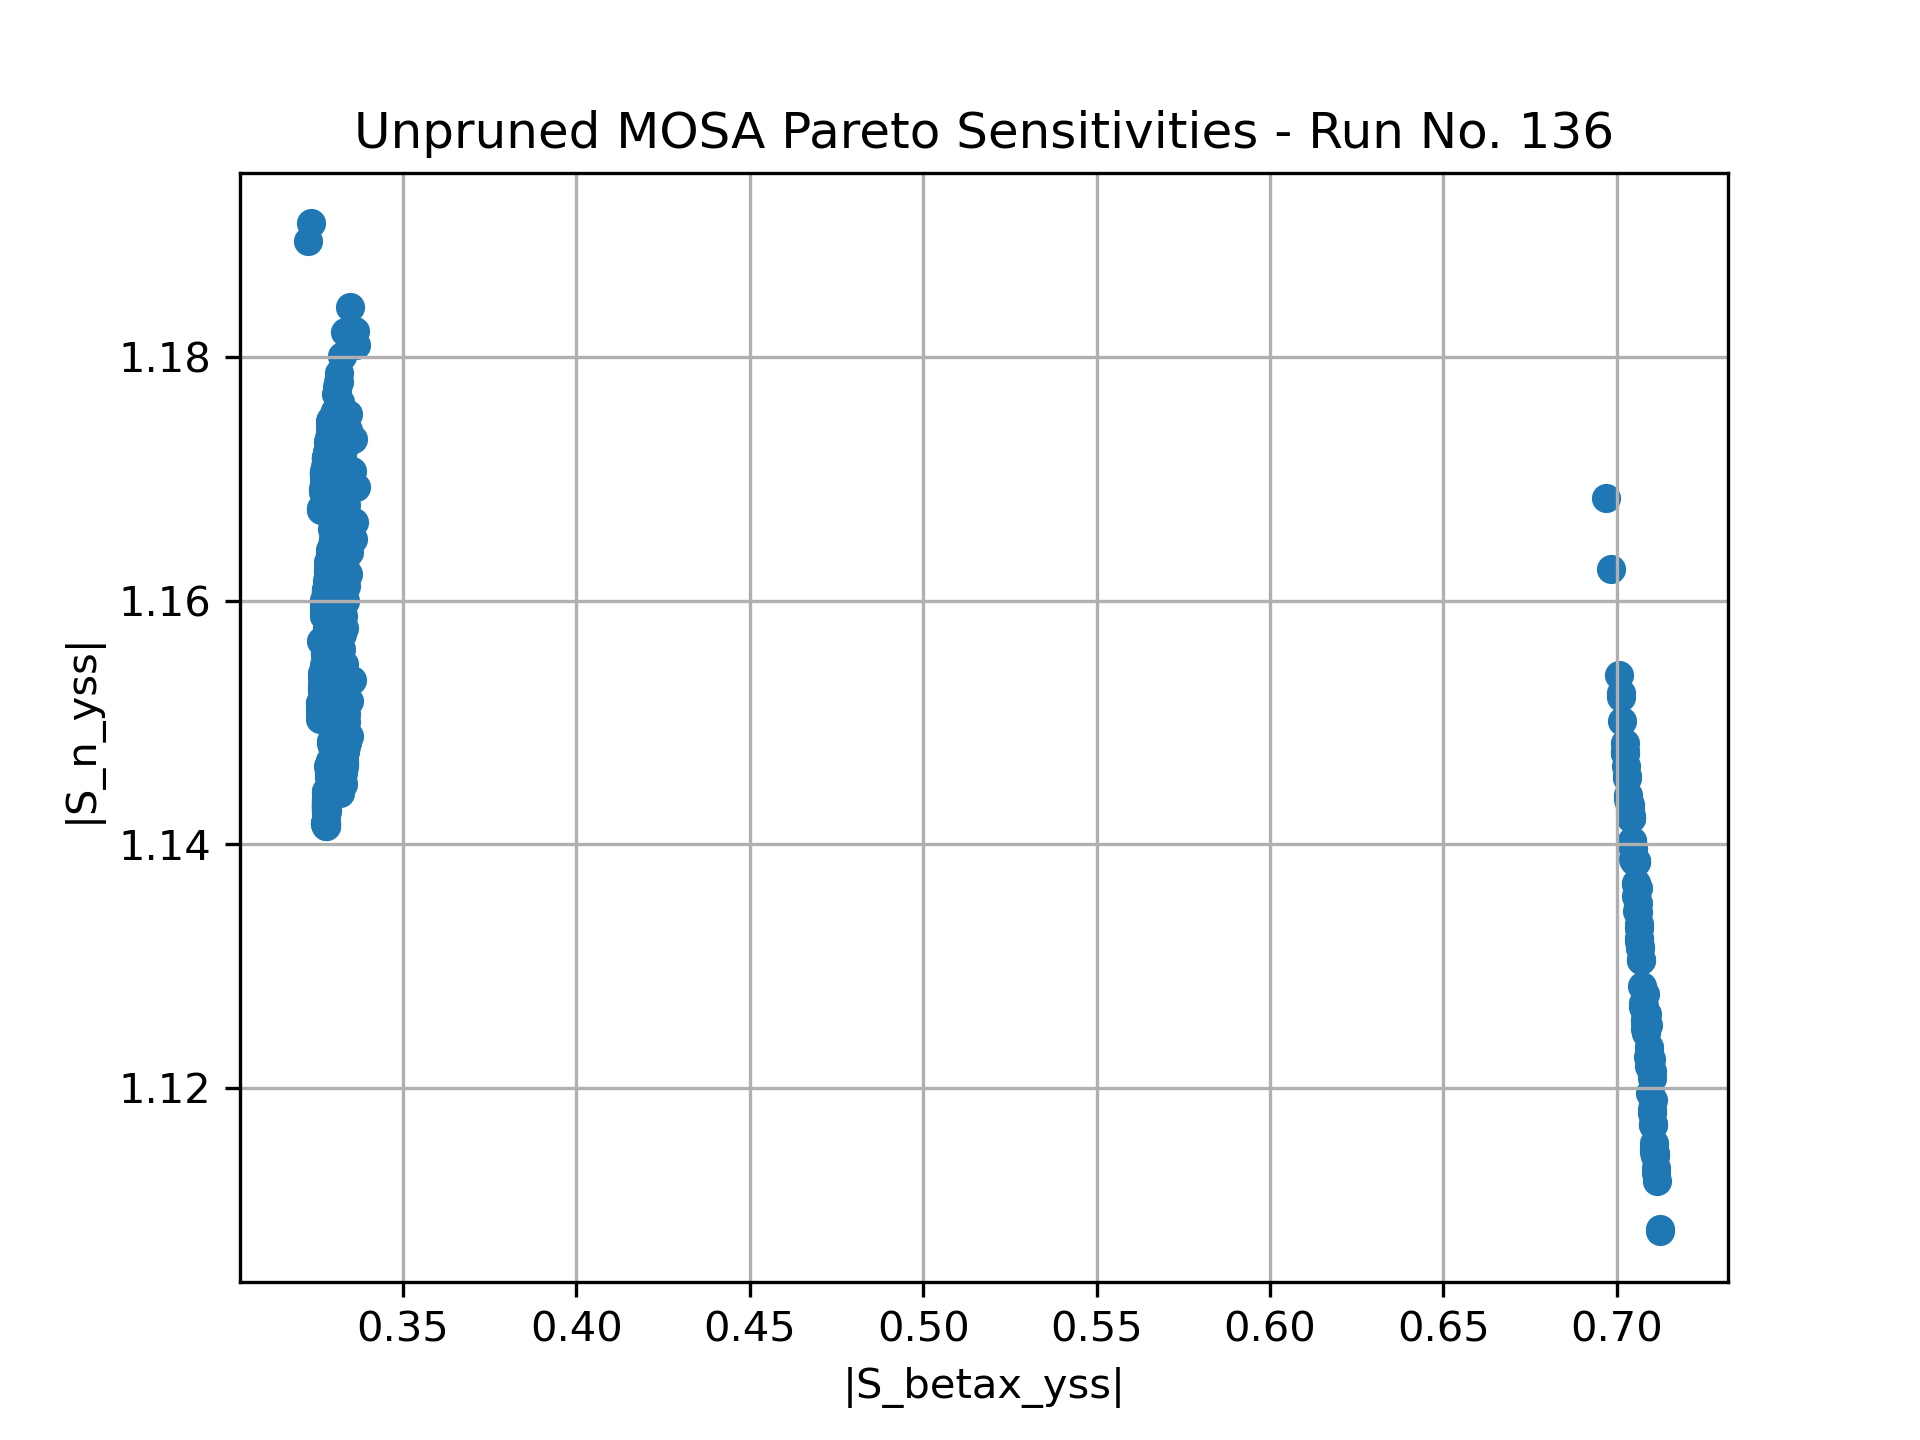 Unpruned MOSA Pareto Sensitivities - Run No. 136
|S_n_yss|
1.18
1.16
1.14
1.12
0.35 0.40 0.45 0.50 0.55 0.60 0.65 0.70
|S_betax_yss|